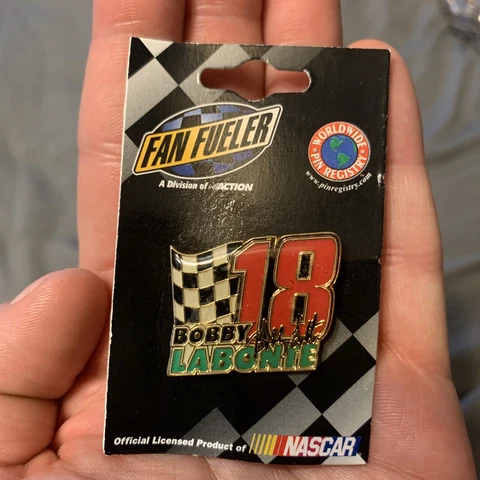 FAN FUELER
A Division of ACTION
WORLDWIDE
PIN REGISTRY
www.pinregistry.com
18
BOBBY
LABONTE
Official Licensed Product of NASCAR